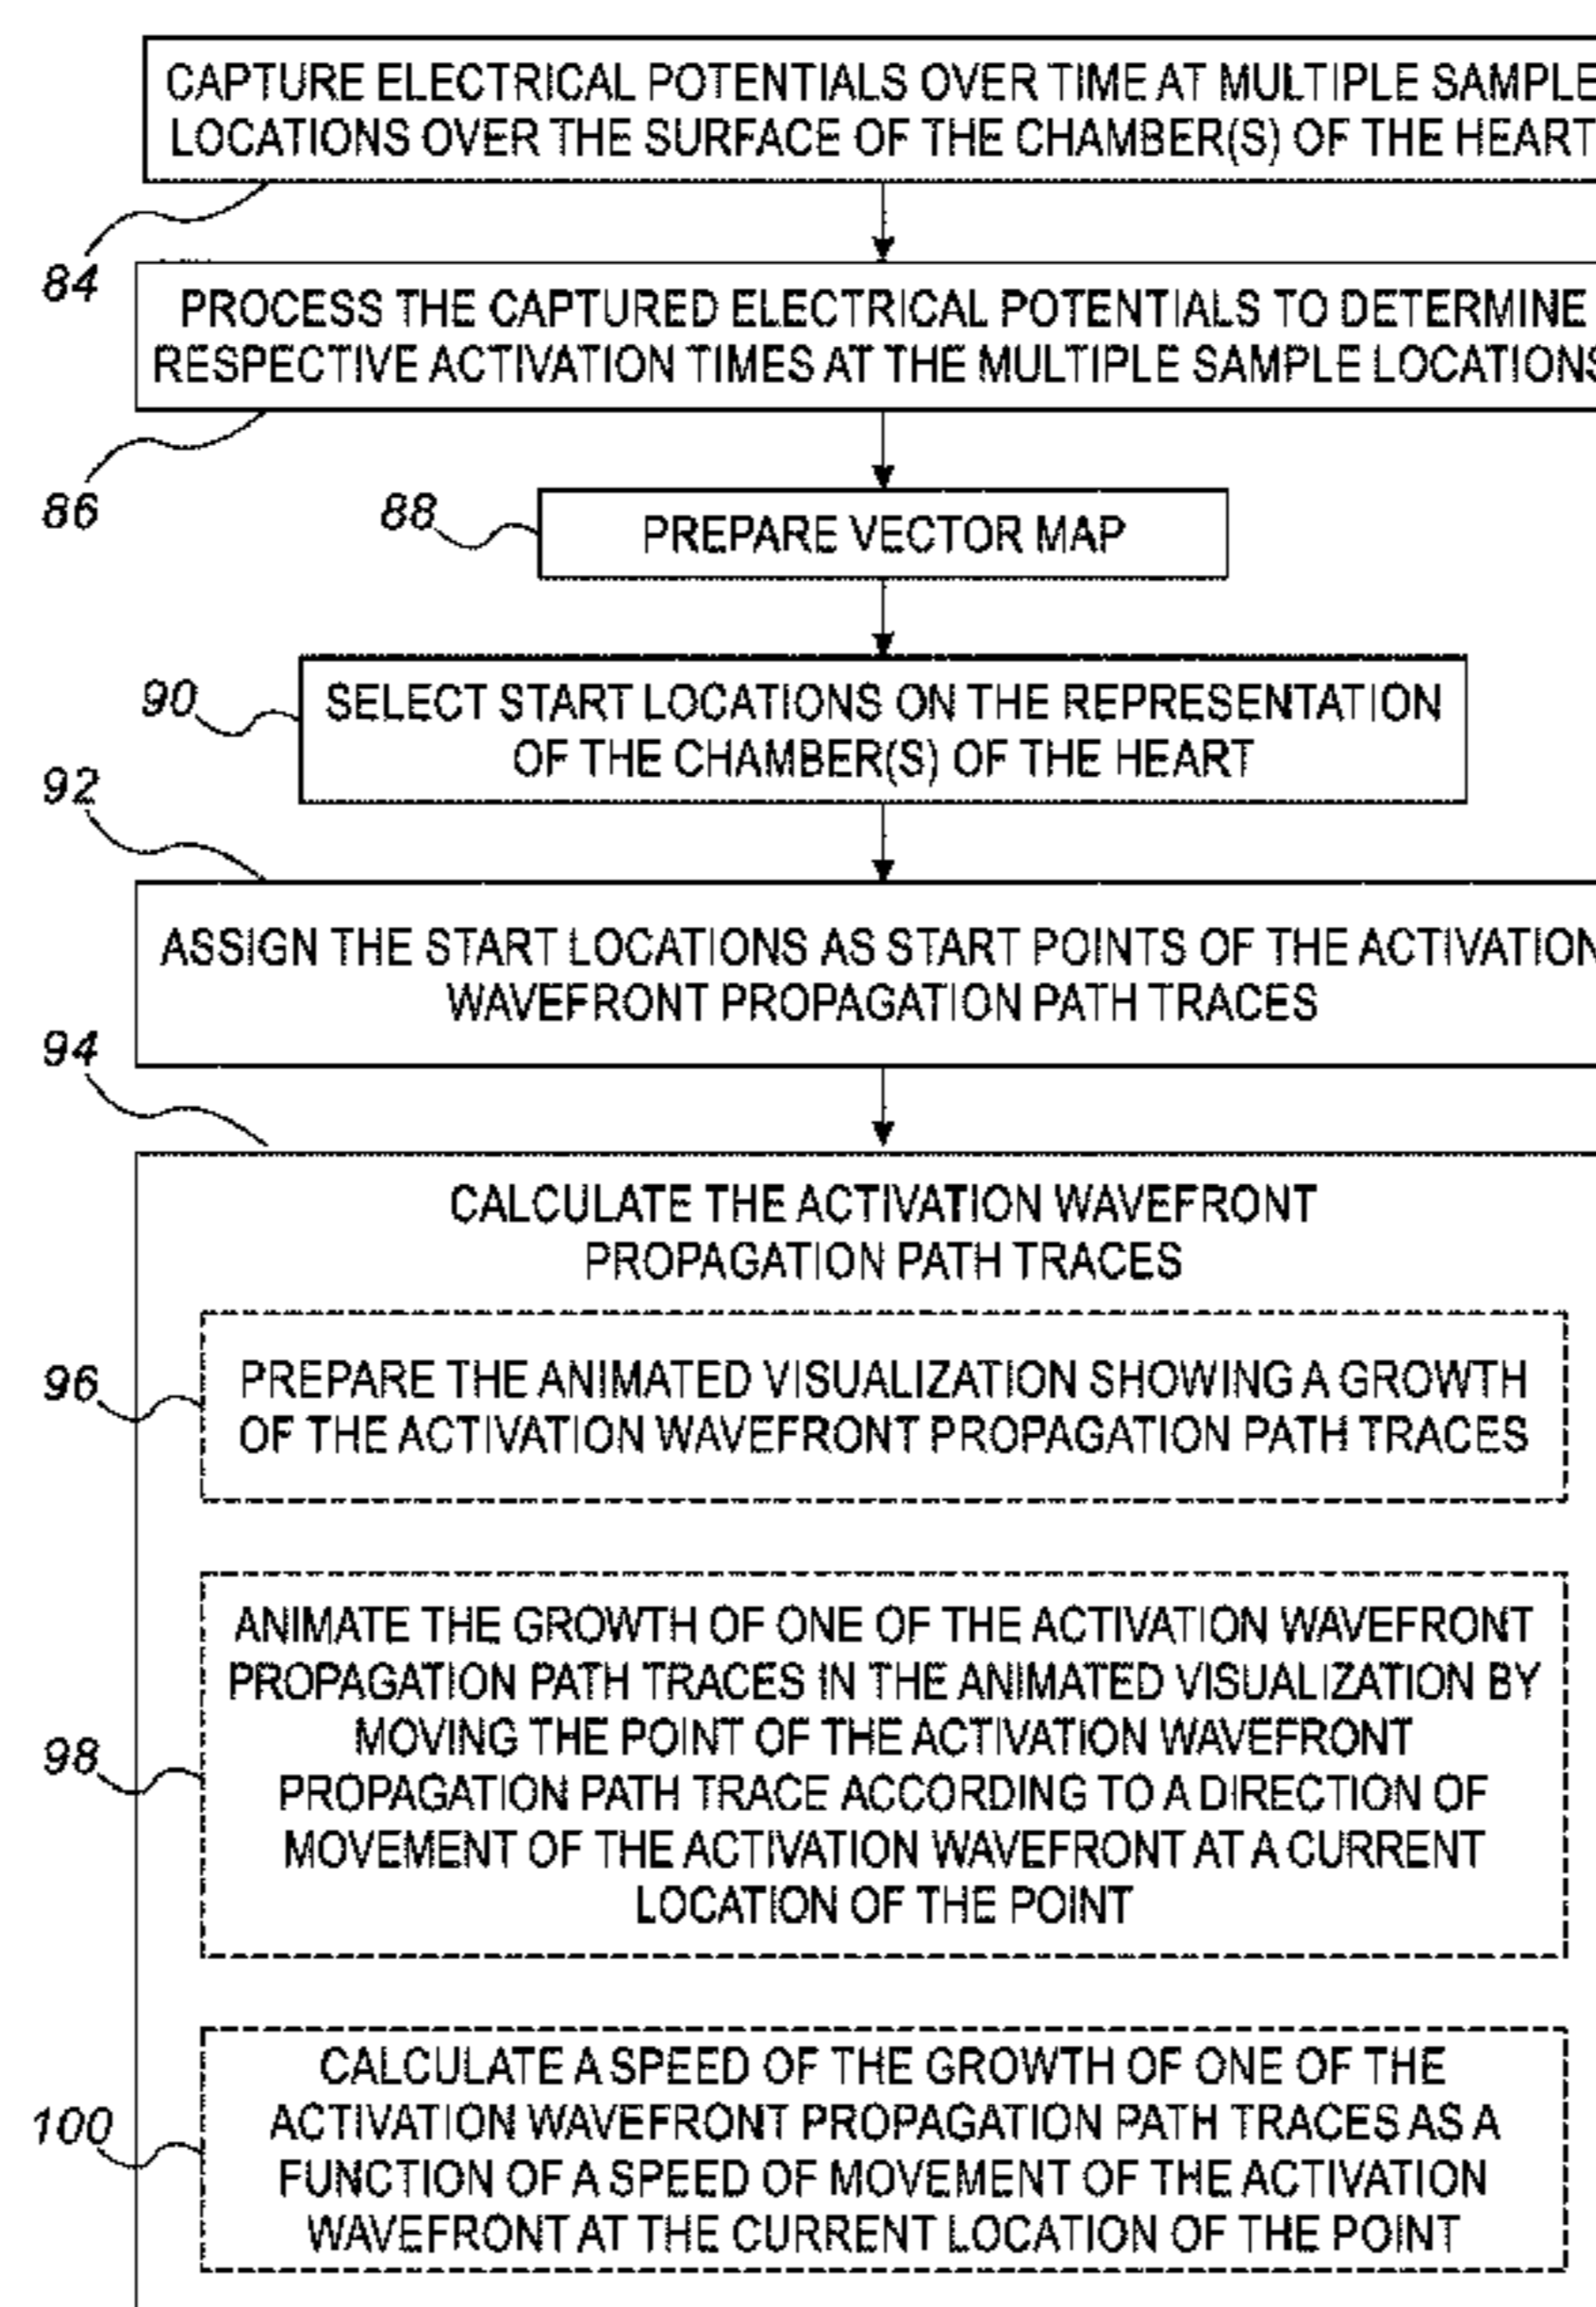 CAPTURE ELECTRICAL POTENTIALS OVER TIME AT MULTIPLE SAMPLE
LOCATIONS OVER THE SURFACE OF THE CHAMBER(S) OF THE HEART
84
PROCESS THE CAPTURED ELECTRICAL POTENTIALS TO DETERMINE
RESPECTIVE ACTIVATION TIMES AT THE MULTIPLE SAMPLE LOCATIONS
86
88
PREPARE VECTOR MAP
90
SELECT START LOCATIONS ON THE REPRESENTATION
OF THE CHAMBER(S) OF THE HEART
92
ASSIGN THE START LOCATIONS AS START POINTS OF THE ACTIVATION
WAVEFRONT PROPAGATION PATH TRACES
94
CALCULATE THE ACTIVATION WAVEFRONT
PROPAGATION PATH TRACES
96
PREPARE THE ANIMATED VISUALIZATION SHOWING A GROWTH
OF THE ACTIVATION WAVEFRONT PROPAGATION PATH TRACES
ANIMATE THE GROWTH OF ONE OF THE ACTIVATION WAVEFRONT
PROPAGATION PATH TRACES IN THE ANIMATED VISUALIZATION BY
MOVING THE POINT OF THE ACTIVATION WAVEFRONT
98
PROPAGATION PATH TRACE ACCORDING TO A DIRECTION OF
MOVEMENT OF THE ACTIVATION WAVEFRONT AT A CURRENT
LOCATION OF THE POINT
CALCULATE A SPEED OF THE GROWTH OF ONE OF THE
100
ACTIVATION WAVEFRONT PROPAGATION PATH TRACES AS A
FUNCTION OF A SPEED OF MOVEMENT OF THE ACTIVATION
WAVEFRONT AT THE CURRENT LOCATION OF THE POINT